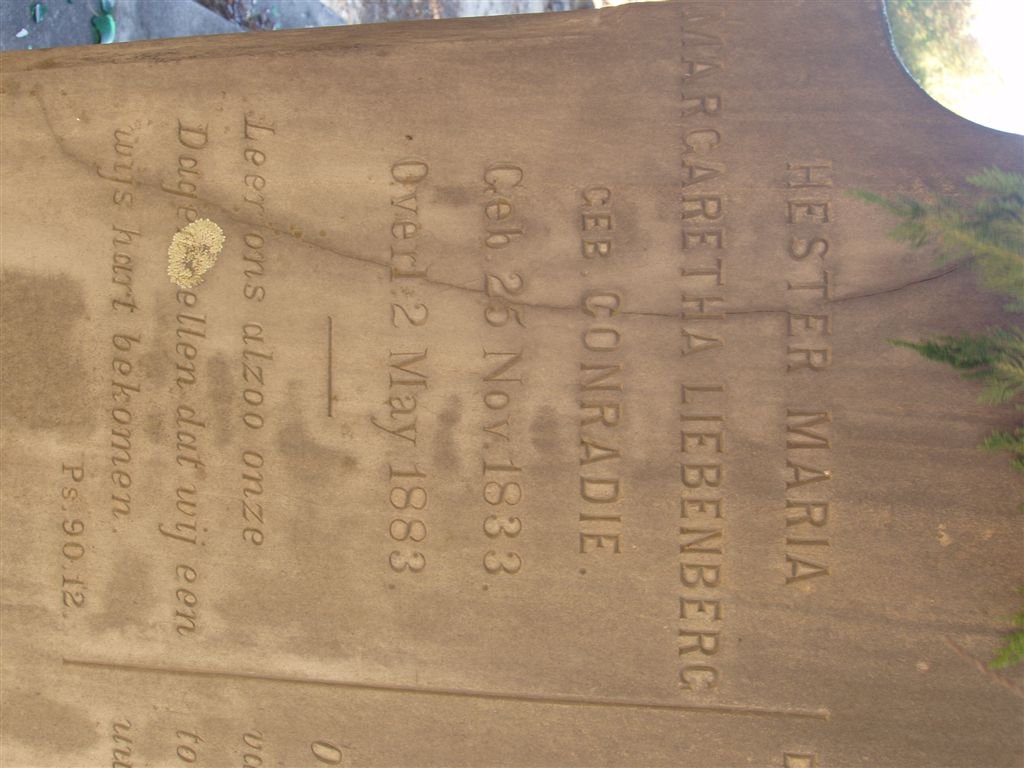 HESTER MARIA
MARGARETHA LIEBENBERG
GEB. CONRADIE.
Geb. 25 Nov. 1833.
Overl: 2 May 1883.
Leer ons alzoo onze
ellen dat wij een
wijs hart bekomen.
Ps. 90. 12.